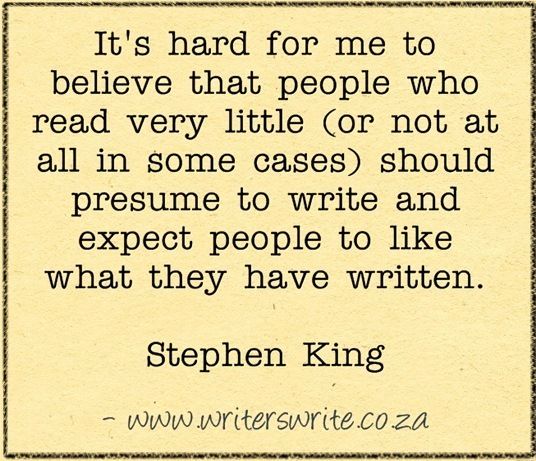 It's hard for me to
believe that people who
read very little (or not at
all in some cases) should
presume to write and
expect people to like
what they have written.
Stephen King
- www.writerswrite.co.za